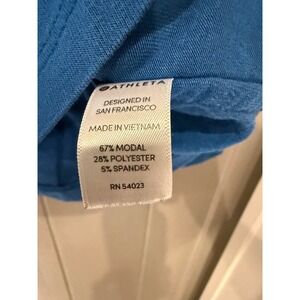 ATHLETA
DESIGNED IN
SAN FRANCISCO
MADE IN VIETNAM
67% MODAL
28% POLYESTER
5% SPANDEX
RN 54023